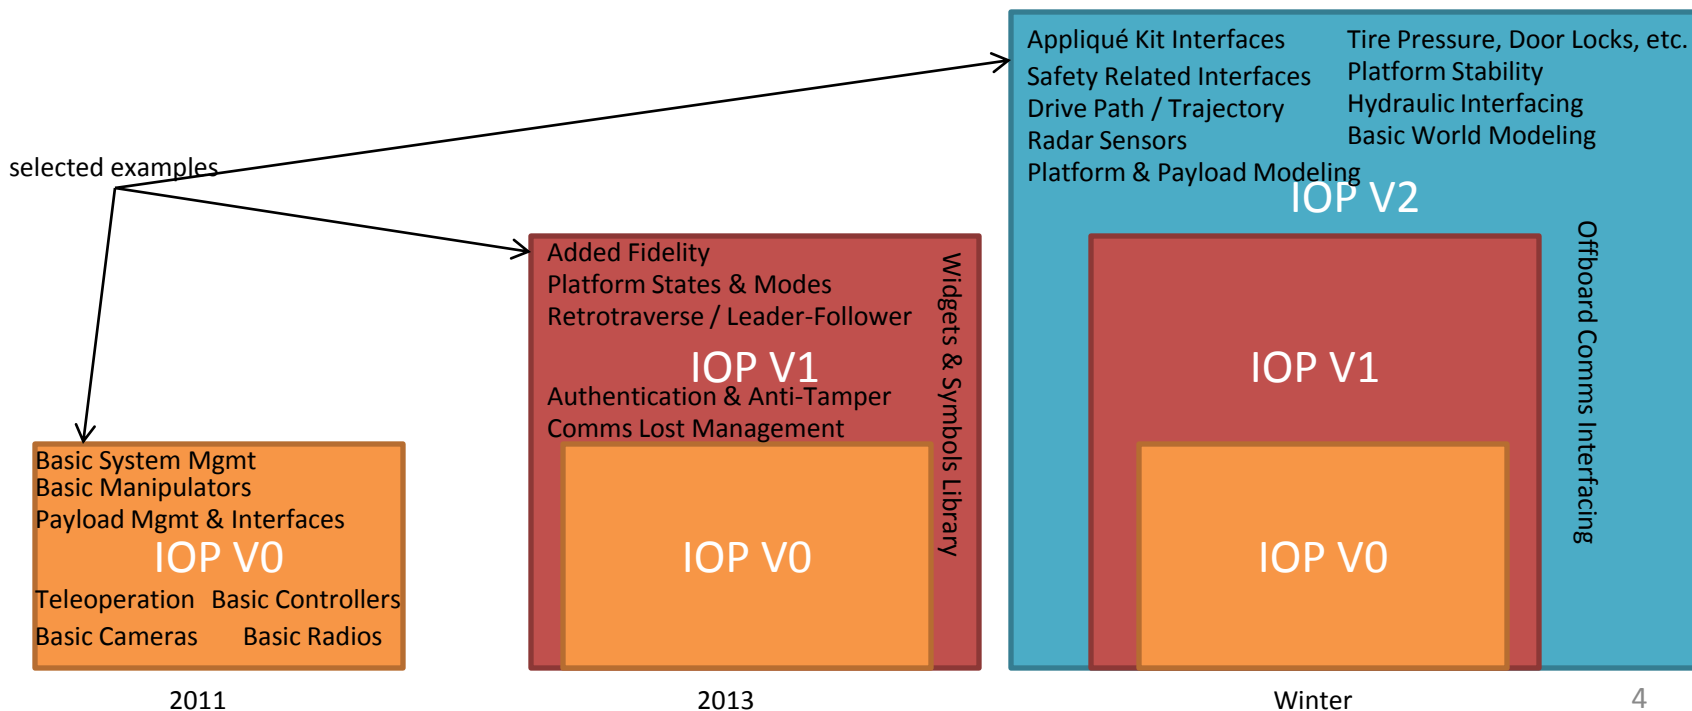 selected examples
Basic System Mgmt
Basic Manipulators
Payload Mgmt & Interfaces
IOP V0
Teleoperation Basic Controllers
Basic Cameras Basic Radios
2011
Added Fidelity
Platform States & Modes
Retrotraverse / Leader-Follower
IOP V1
Authentication & Anti-Tamper
Comms Lost Management
Widgets & Symbols Library
IOP V0
2013
Appliqué Kit Interfaces
Safety Related Interfaces
Drive Path / Trajectory
Radar Sensors
Platform & Payload Modeling
Tire Pressure, Door Locks, etc.
Platform Stability
Hydraulic Interfacing
Basic World Modeling
IOP V2
Offboard Comms Interfacing
IOP V1
IOP V0
Winter
4